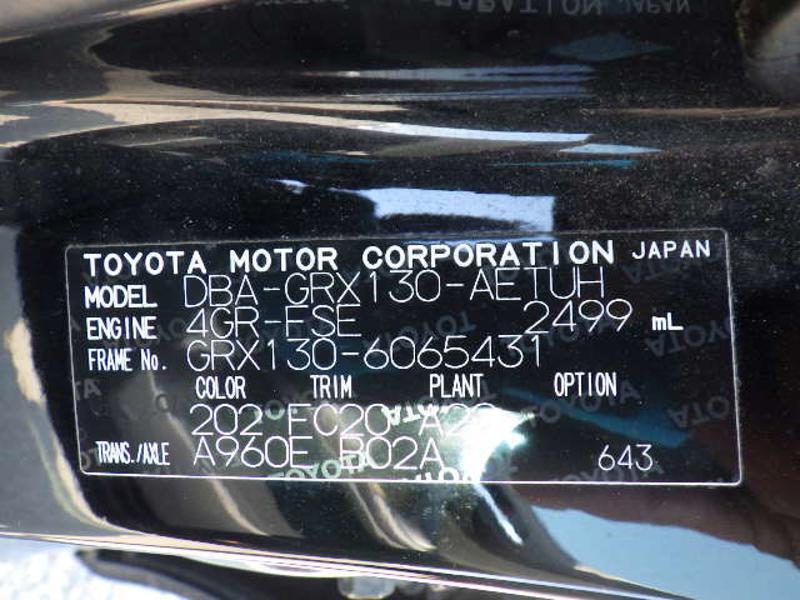 TOYOTA MOTOR CORPORATION JAPAN
MODEL DBA-GRX130-AETUH
ENGINE 4GR-FSE 2499 mL
FRAME No. GRX130-6065431
COLOR TRIM PLANT OPTION
202 FC20
TRANS./AXLE A960E B02A 643